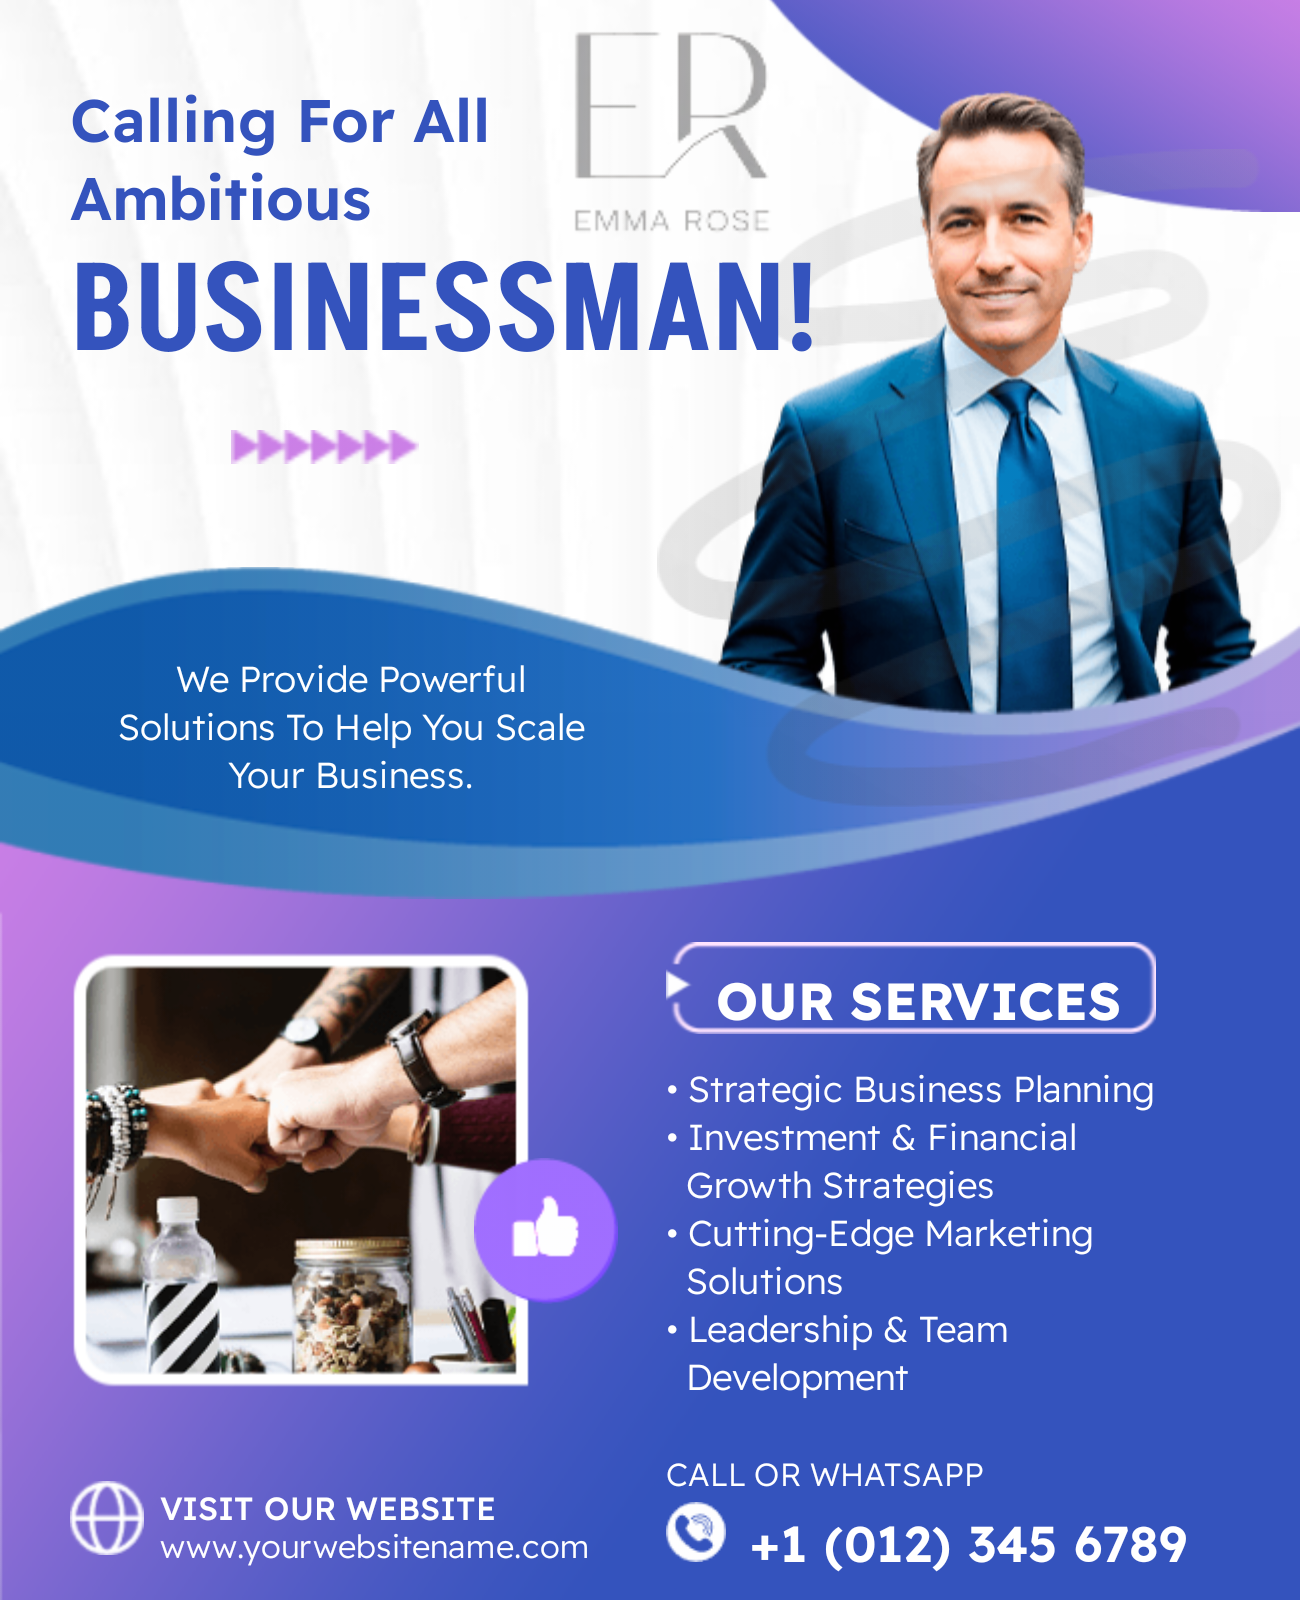 Calling For All
Ambitious
BUSINESSMAN!
ER
EMMA ROSE
We Provide Powerful
Solutions To Help You Scale
Your Business.
OUR SERVICES
• Strategic Business Planning
• Investment & Financial
Growth Strategies
• Cutting-Edge Marketing
Solutions
• Leadership & Team
Development
VISIT OUR WEBSITE
www.yourwebsitename.com
CALL OR WHATSAPP
+1 (012) 345 6789